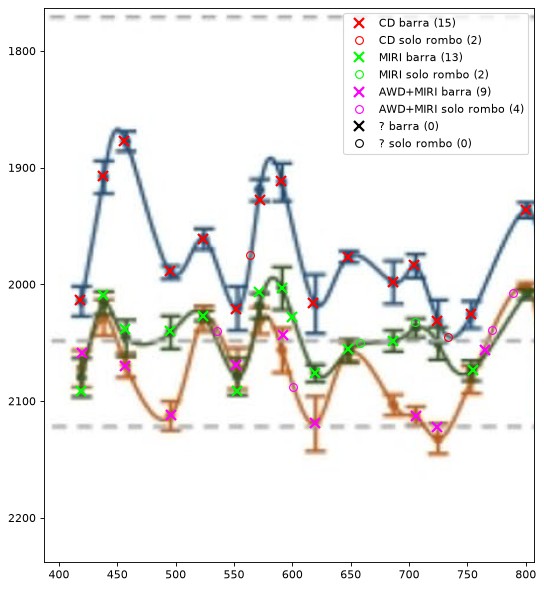 CD barra (15)
CD solo rombo (2)
MIRI barra (13)
MIRI solo rombo (2)
AWD+MIRI barra (9)
AWD+MIRI solo rombo (4)
? barra (0)
? solo rombo (0)
1800
1900
2000
2100
2200
400 450 500 550 600 650 700 750 800